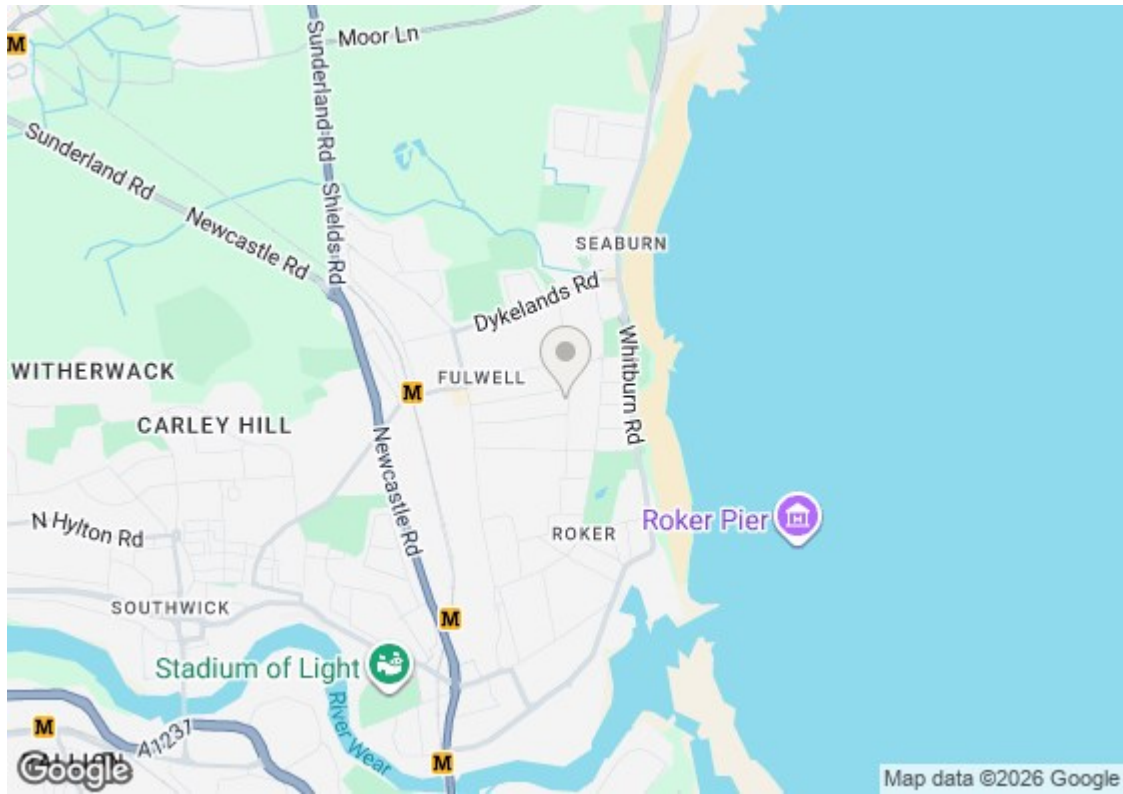 M
Moor Ln
Sunderland Rd
Sunderland Rd
Shields Rd
Newcastle Rd
SEABURN
Dykelands Rd
Whitburn Rd
WITHERWACK
FULWELL
M
CARLEY HILL
Newcastle Rd
N Hylton Rd
Roker Pier
ROKER
SOUTHWICK
M
Stadium of Light
River Wear
M
A1231
M
Google
Map data ©2026 Google